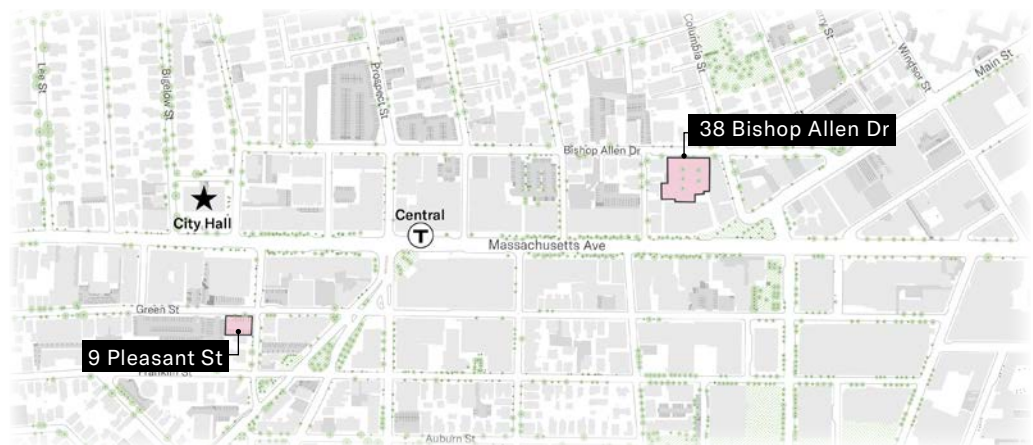 Lee St
Bigelow St
Prospect St
Columbia St
Windsor St
Main St
38 Bishop Allen Dr
Bishop Allen Dr
City Hall
Central
T
Massachusetts Ave
Green St
9 Pleasant St
Franklin St
Auburn St